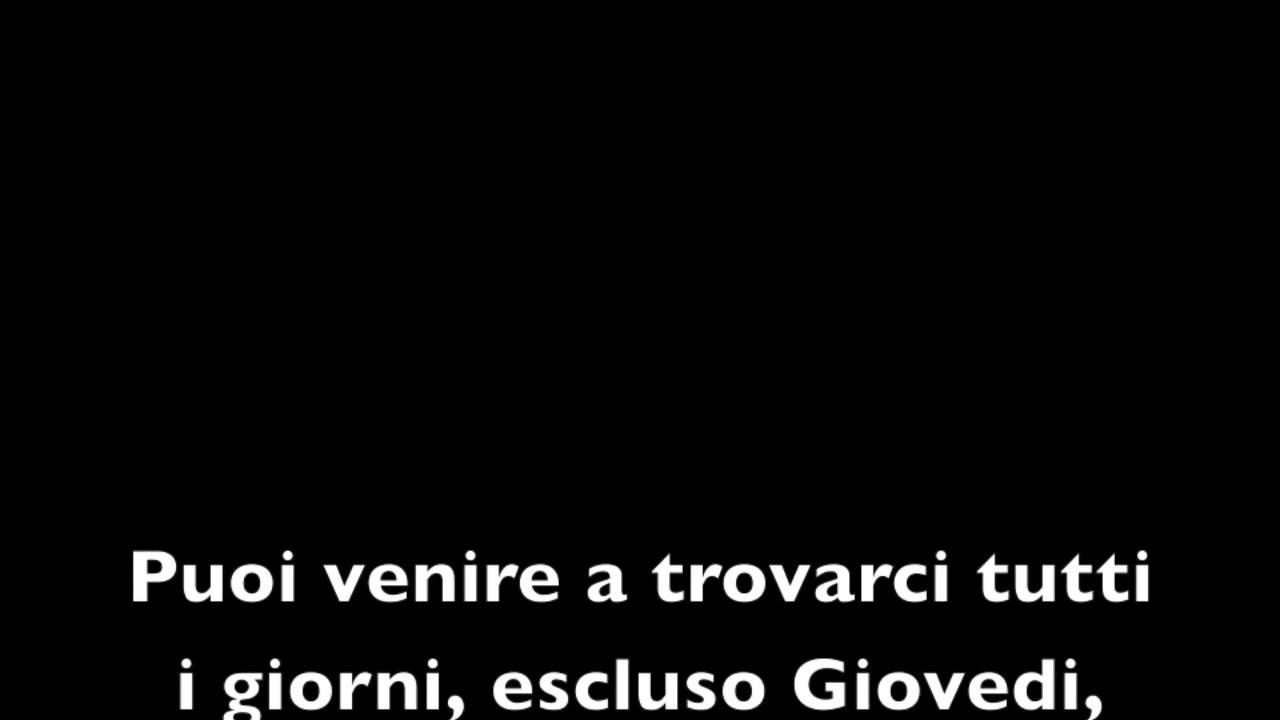 Puoi venire a trovarci tutti
i giorni, escluso Giovedi,